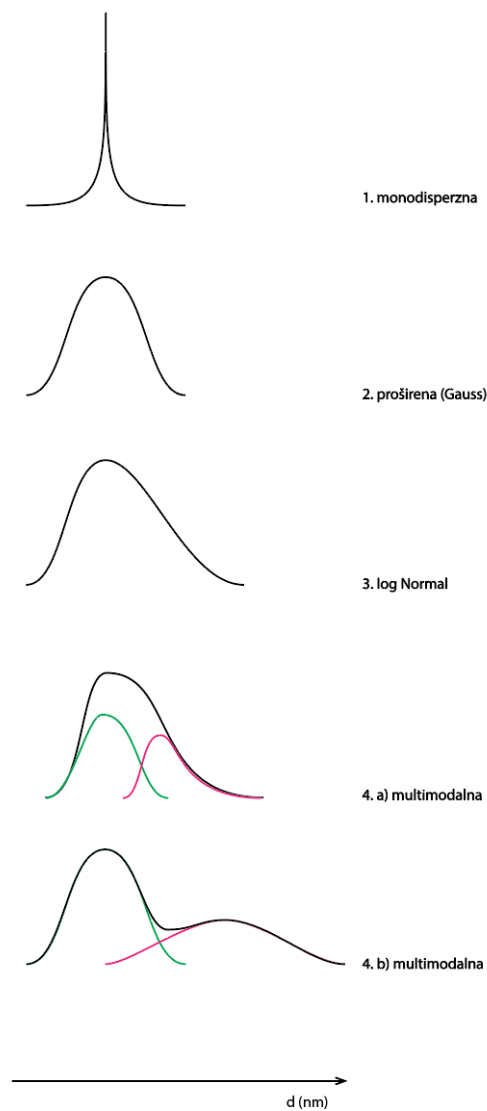 1. monodisperzna
2. proširena (Gauss)
3. log Normal
4. a) multimodalna
4. b) multimodalna
d (nm)